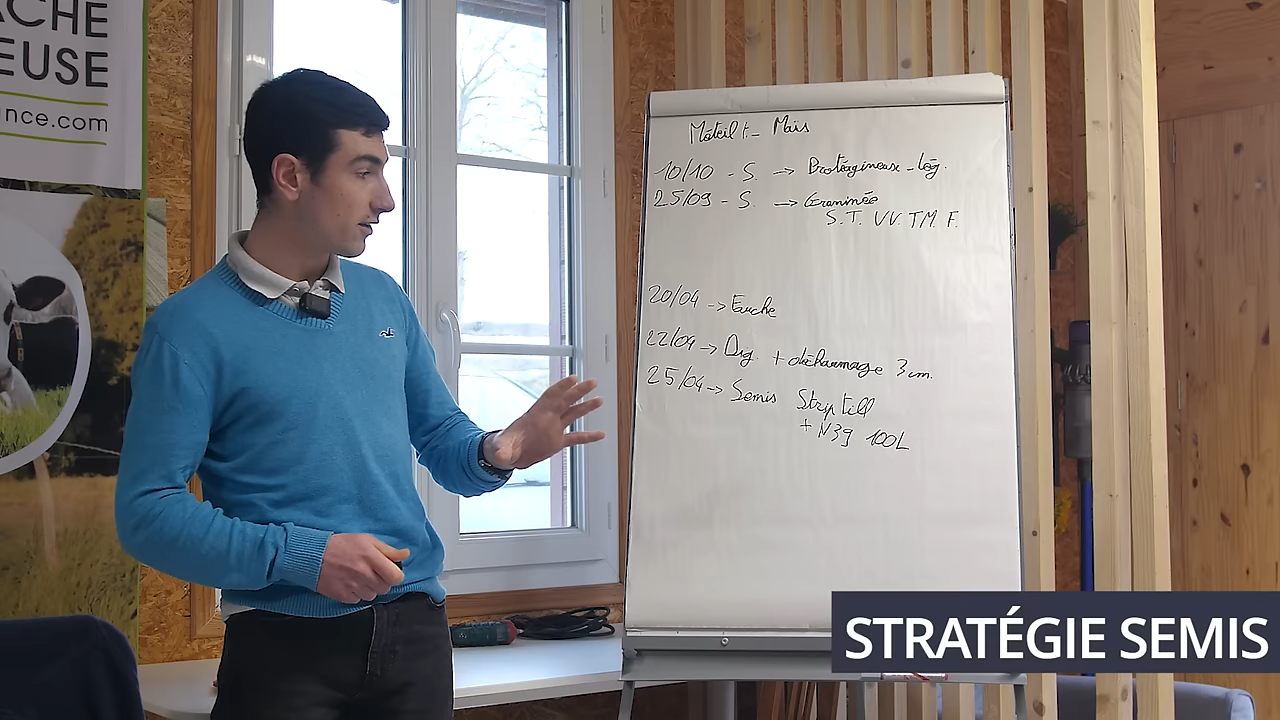 ACHE
EUSE
nce.com
Méteil t - Maïs
10/10 - S. → Protéagineux - lég.
25/09 - S. → Graminée
S. T. VV. TM. F.
20/04 → Fauche
22/04 → Dig. + déchaumage 3 cm.
25/04 → Semis Strip till
+ N39 100L
STRATÉGIE SEMIS